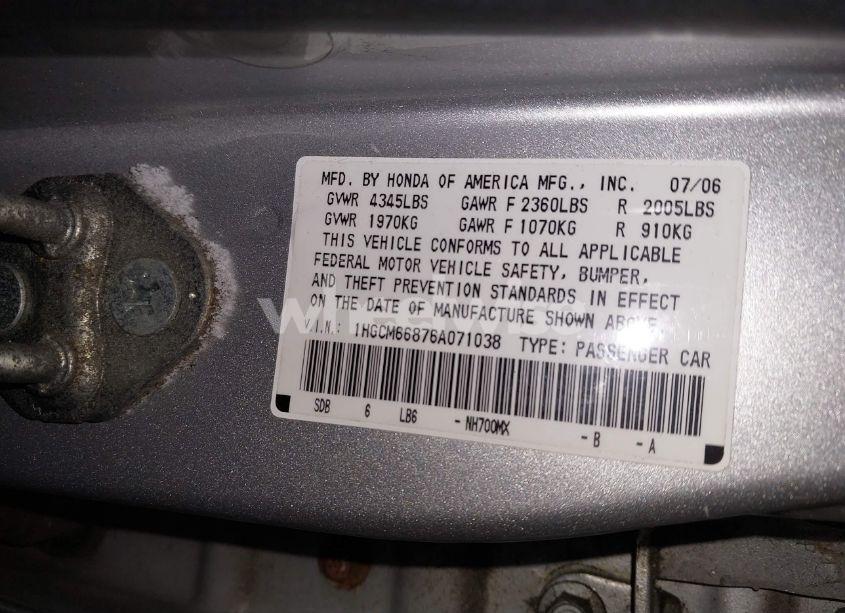 MFD. BY HONDA OF AMERICA MFG., INC. 07/06
GVWR 4345LBS GAWR F 2360LBS R 2005LBS
GVWR 1970KG GAWR F 1070KG R 910KG
THIS VEHICLE CONFORMS TO ALL APPLICABLE
FEDERAL MOTOR VEHICLE SAFETY, BUMPER,
AND THEFT PREVENTION STANDARDS IN EFFECT
ON THE DATE OF MANUFACTURE SHOWN ABOVE.
V.I.N.: 1HGCM66876A071038 TYPE: PASSENGER CAR
SDB 6 LB6 -NH700MX -B -A